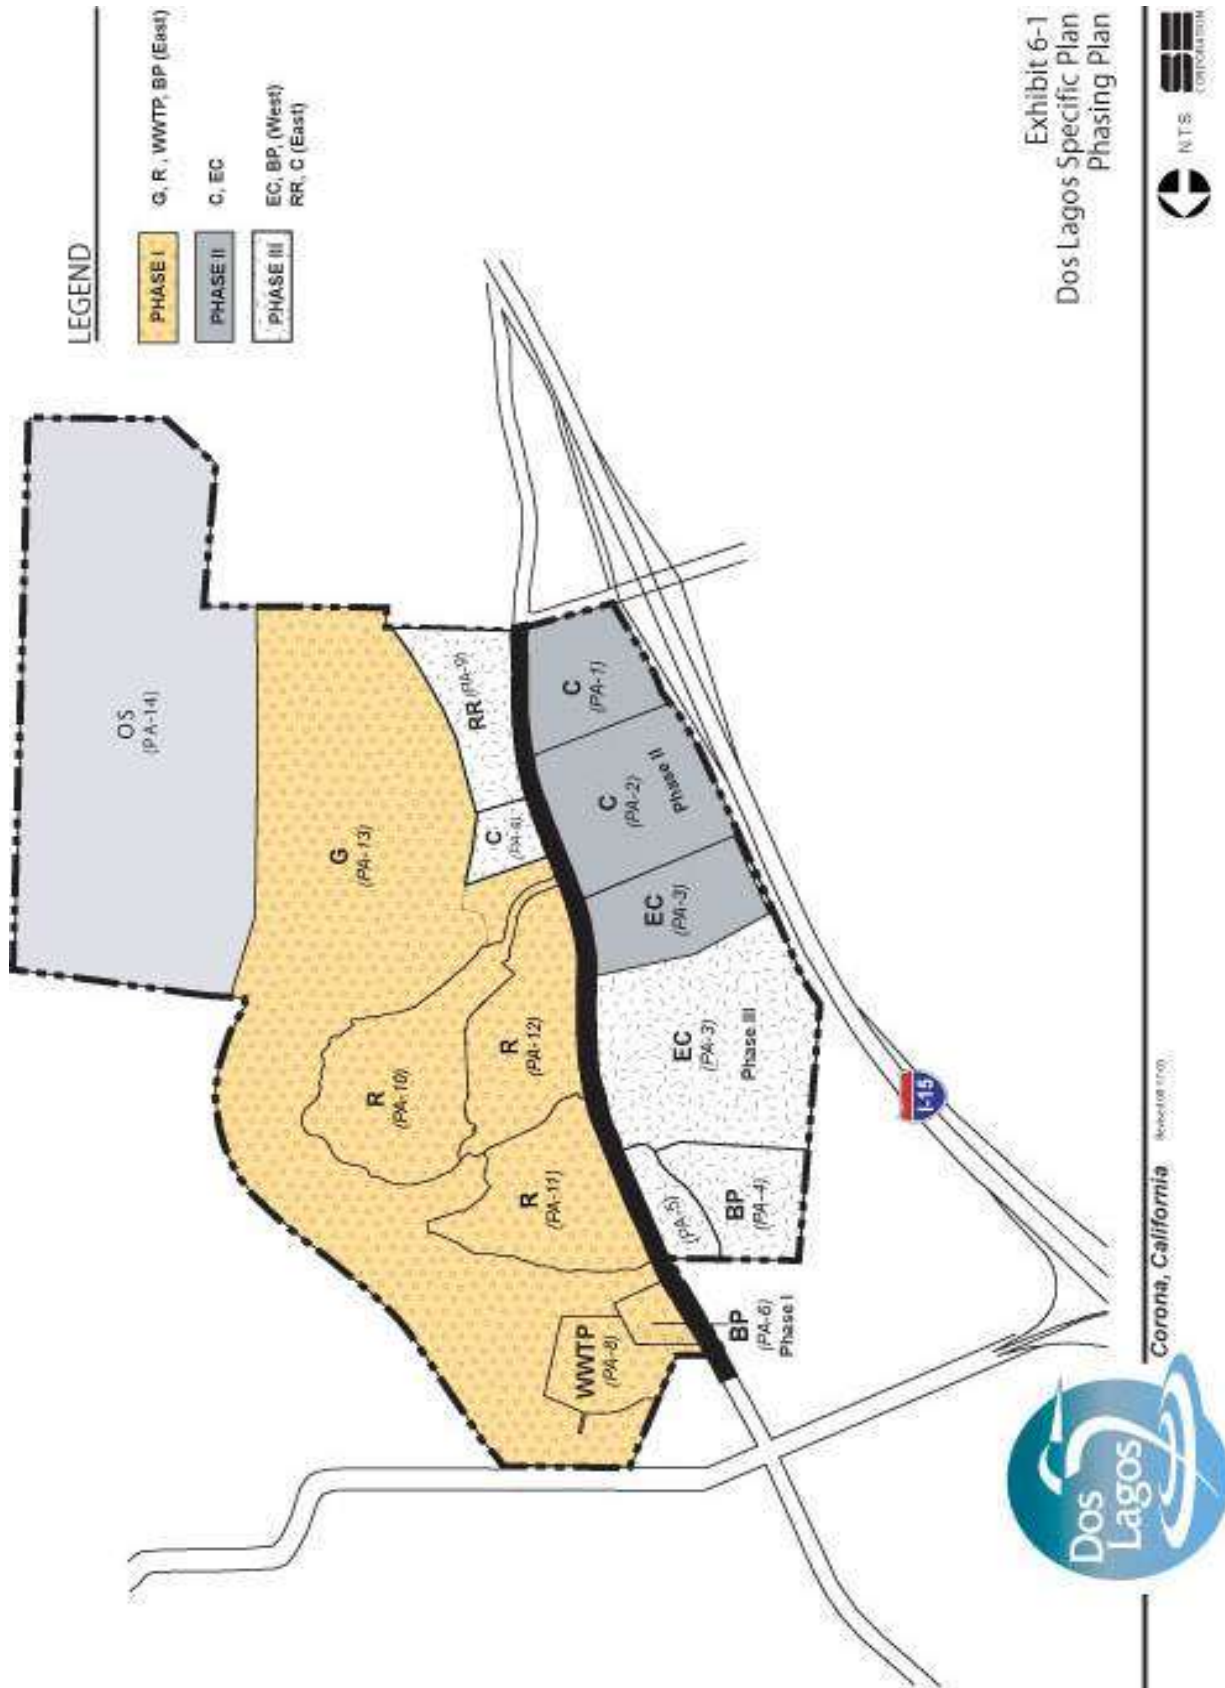 LEGEND
PHASE I
G, R , WWTP, BP (East)
PHASE II
C, EC
PHASE III
EC, BP, (West)
RR, C (East)
OS
(PA-14)
G
(PA-13)
RR (PA-9)
C
R
(PA-10)
R
(PA-12)
R
(PA-11)
WWTP
(PA-8)
BP
(PA-6)
Phase I
C
(PA-1)
C
(PA-2)
Phase II
EC
(PA-3)
EC
(PA-3)
Phase III
(PA-5)
BP
(PA-4)
I-15
Dos
Lagos
Corona, California
Exhibit 6-1
Dos Lagos Specific Plan
Phasing Plan
N.T.S.
CORPORATION